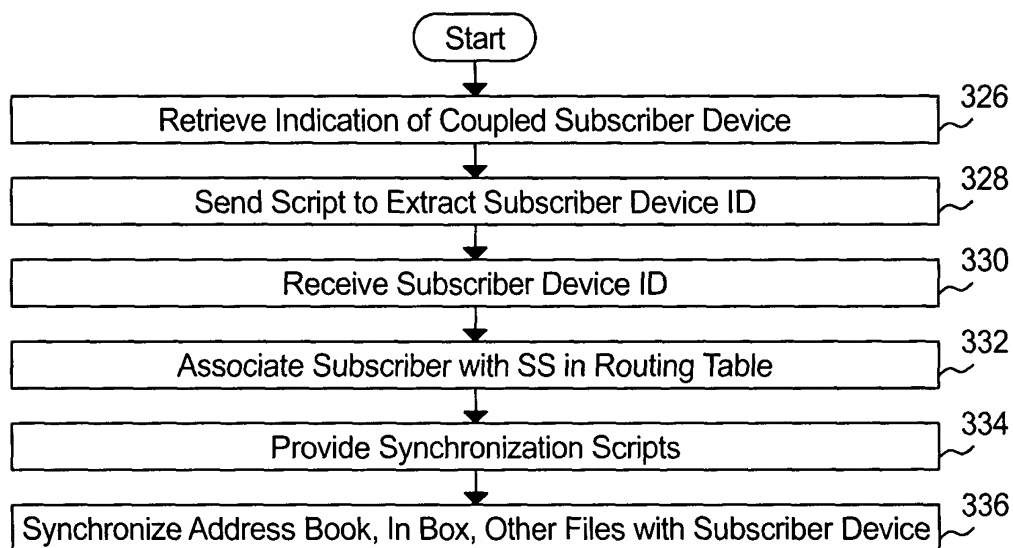 Start
326
Retrieve Indication of Coupled Subscriber Device
328
Send Script to Extract Subscriber Device ID
330
Receive Subscriber Device ID
332
Associate Subscriber with SS in Routing Table
334
Provide Synchronization Scripts
336
Synchronize Address Book, In Box, Other Files with Subscriber Device